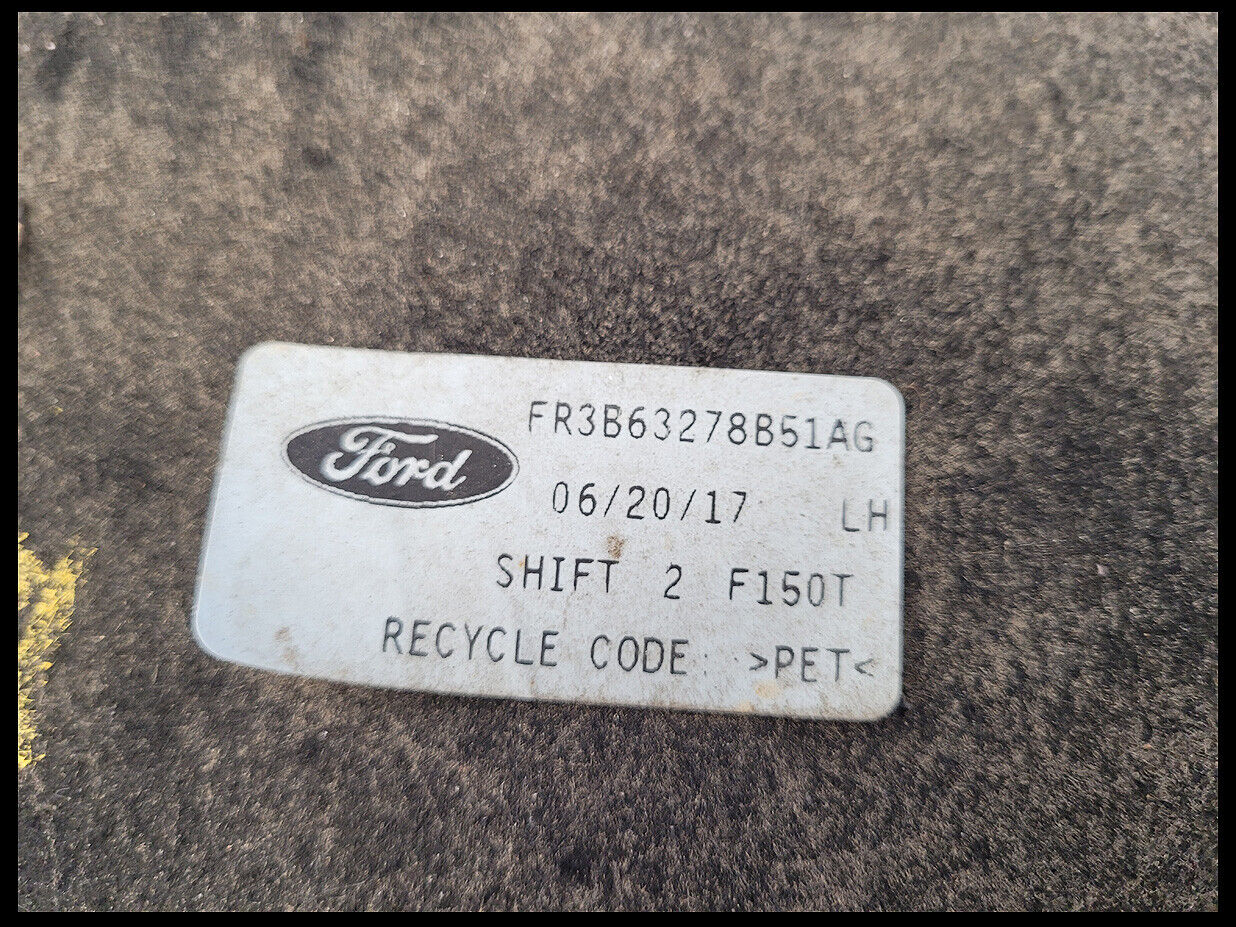 Ford
FR3B63278B51AG
06/20/17 LH
SHIFT 2 F150T
RECYCLE CODE: >PET<